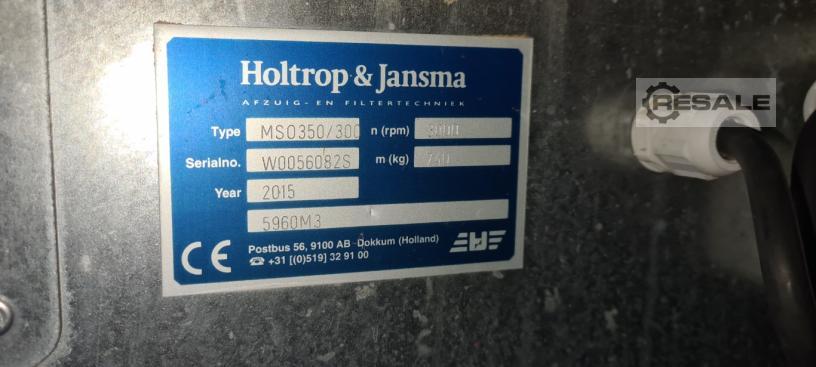 Holtrop & Jansma
AFZUIG- EN FILTERTECHNIEK
Type MSO350/300 n (rpm) 3000
Serialno. W0056082S m (kg) 240
Year 2015
5960M3
CE Postbus 56, 9100 AB Dokkum (Holland)
☎ +31 [(0)519] 32 91 00
RESALE